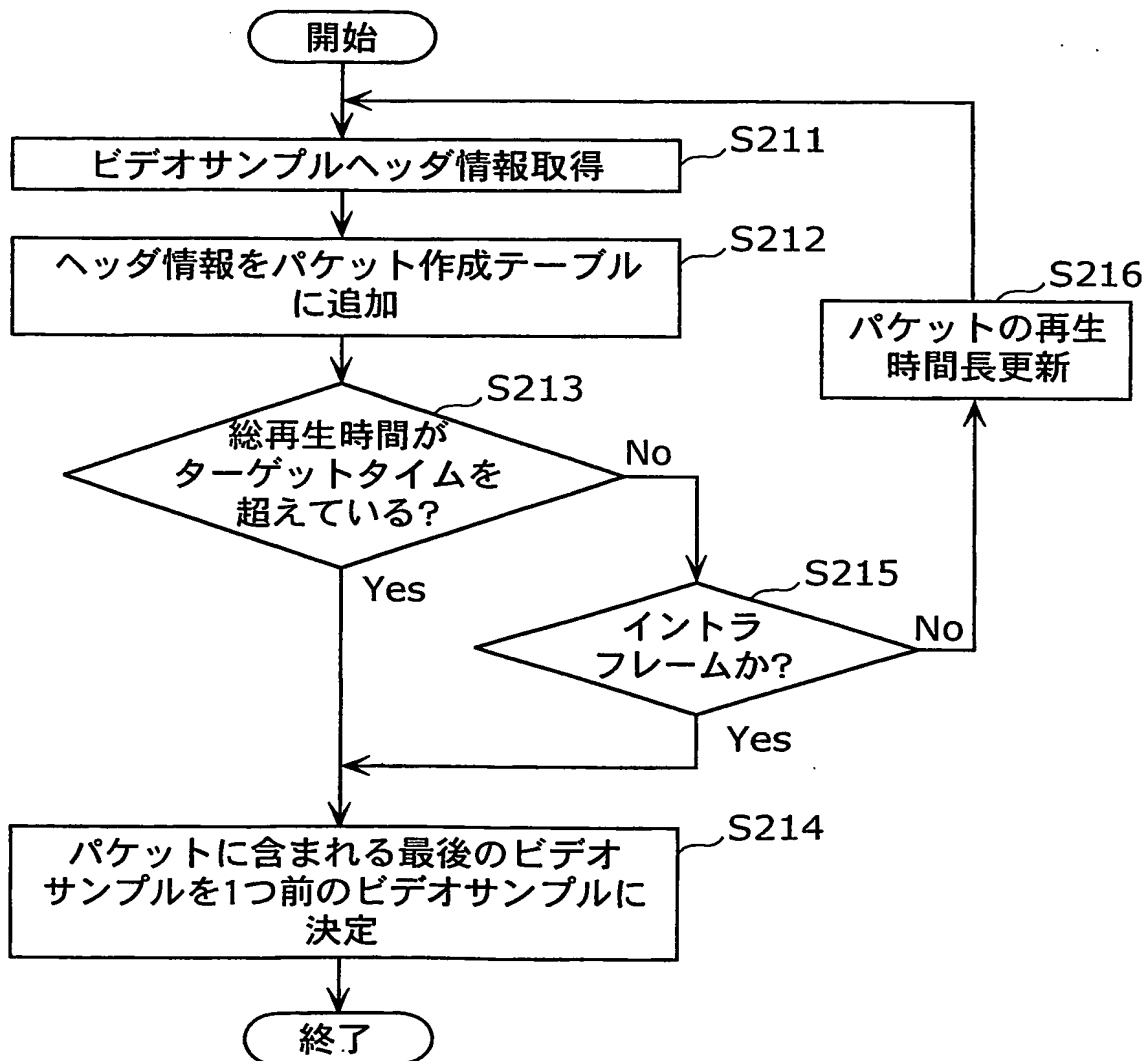 開始
ビデオサンプルヘッダ情報取得
S211
ヘッダ情報をパケット作成テーブル
に追加
S212
総再生時間が
ターゲットタイムを
超えている?
S213
No
Yes
イントラ
フレームか?
S215
No
Yes
パケットの再生
時間長更新
S216
パケットに含まれる最後のビデオ
サンプルを1つ前のビデオサンプルに
決定
S214
終了